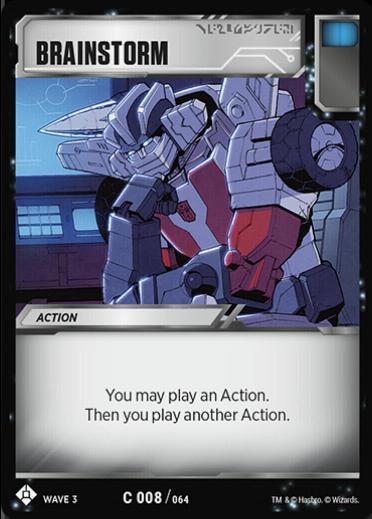 BRAINSTORM
ACTION
You may play an Action.
Then you play another Action.
WAVE 3
C 008/064
TM & © Hasbro. © Wizards.